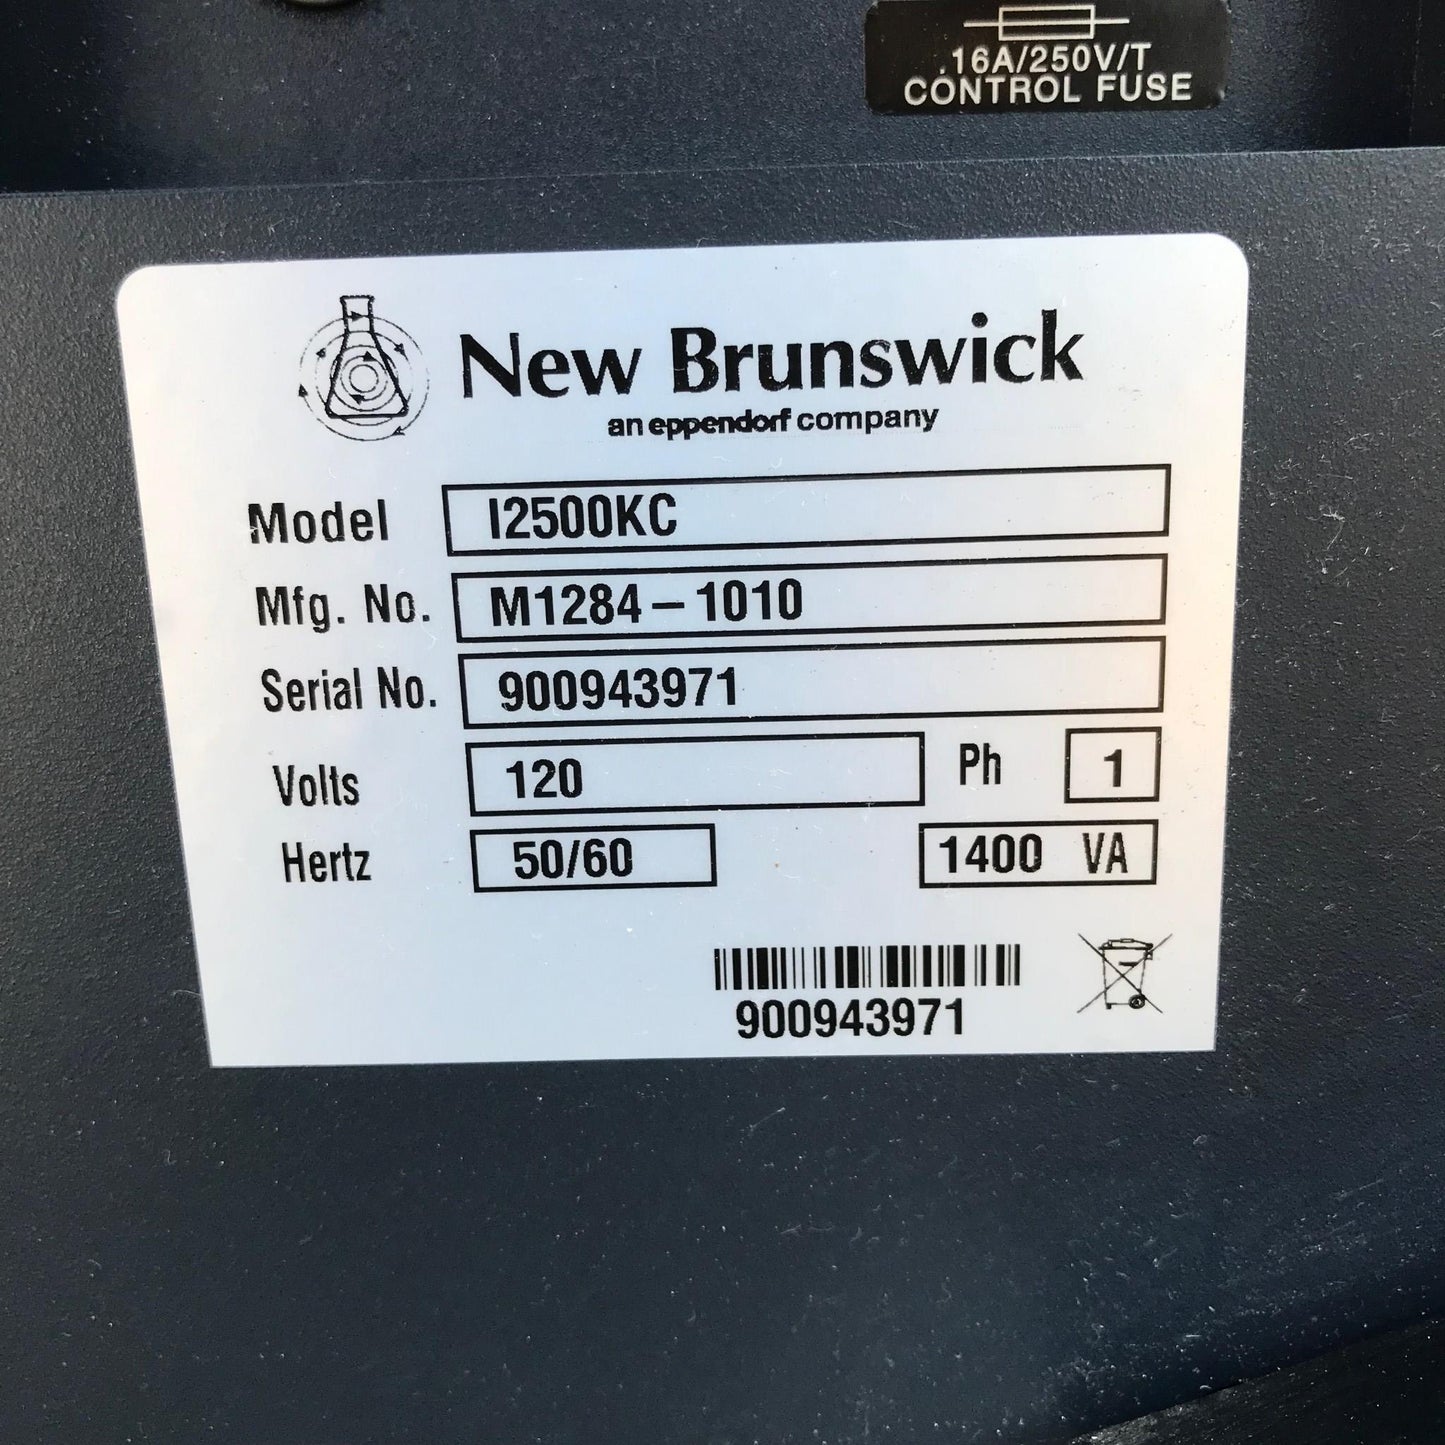 .16A/250V/T
CONTROL FUSE
New Brunswick
an eppendorf company
Model I2500KC
Mfg. No. M1284-1010
Serial No. 900943971
Volts 120 Ph 1
Hertz 50/60 1400 VA
900943971